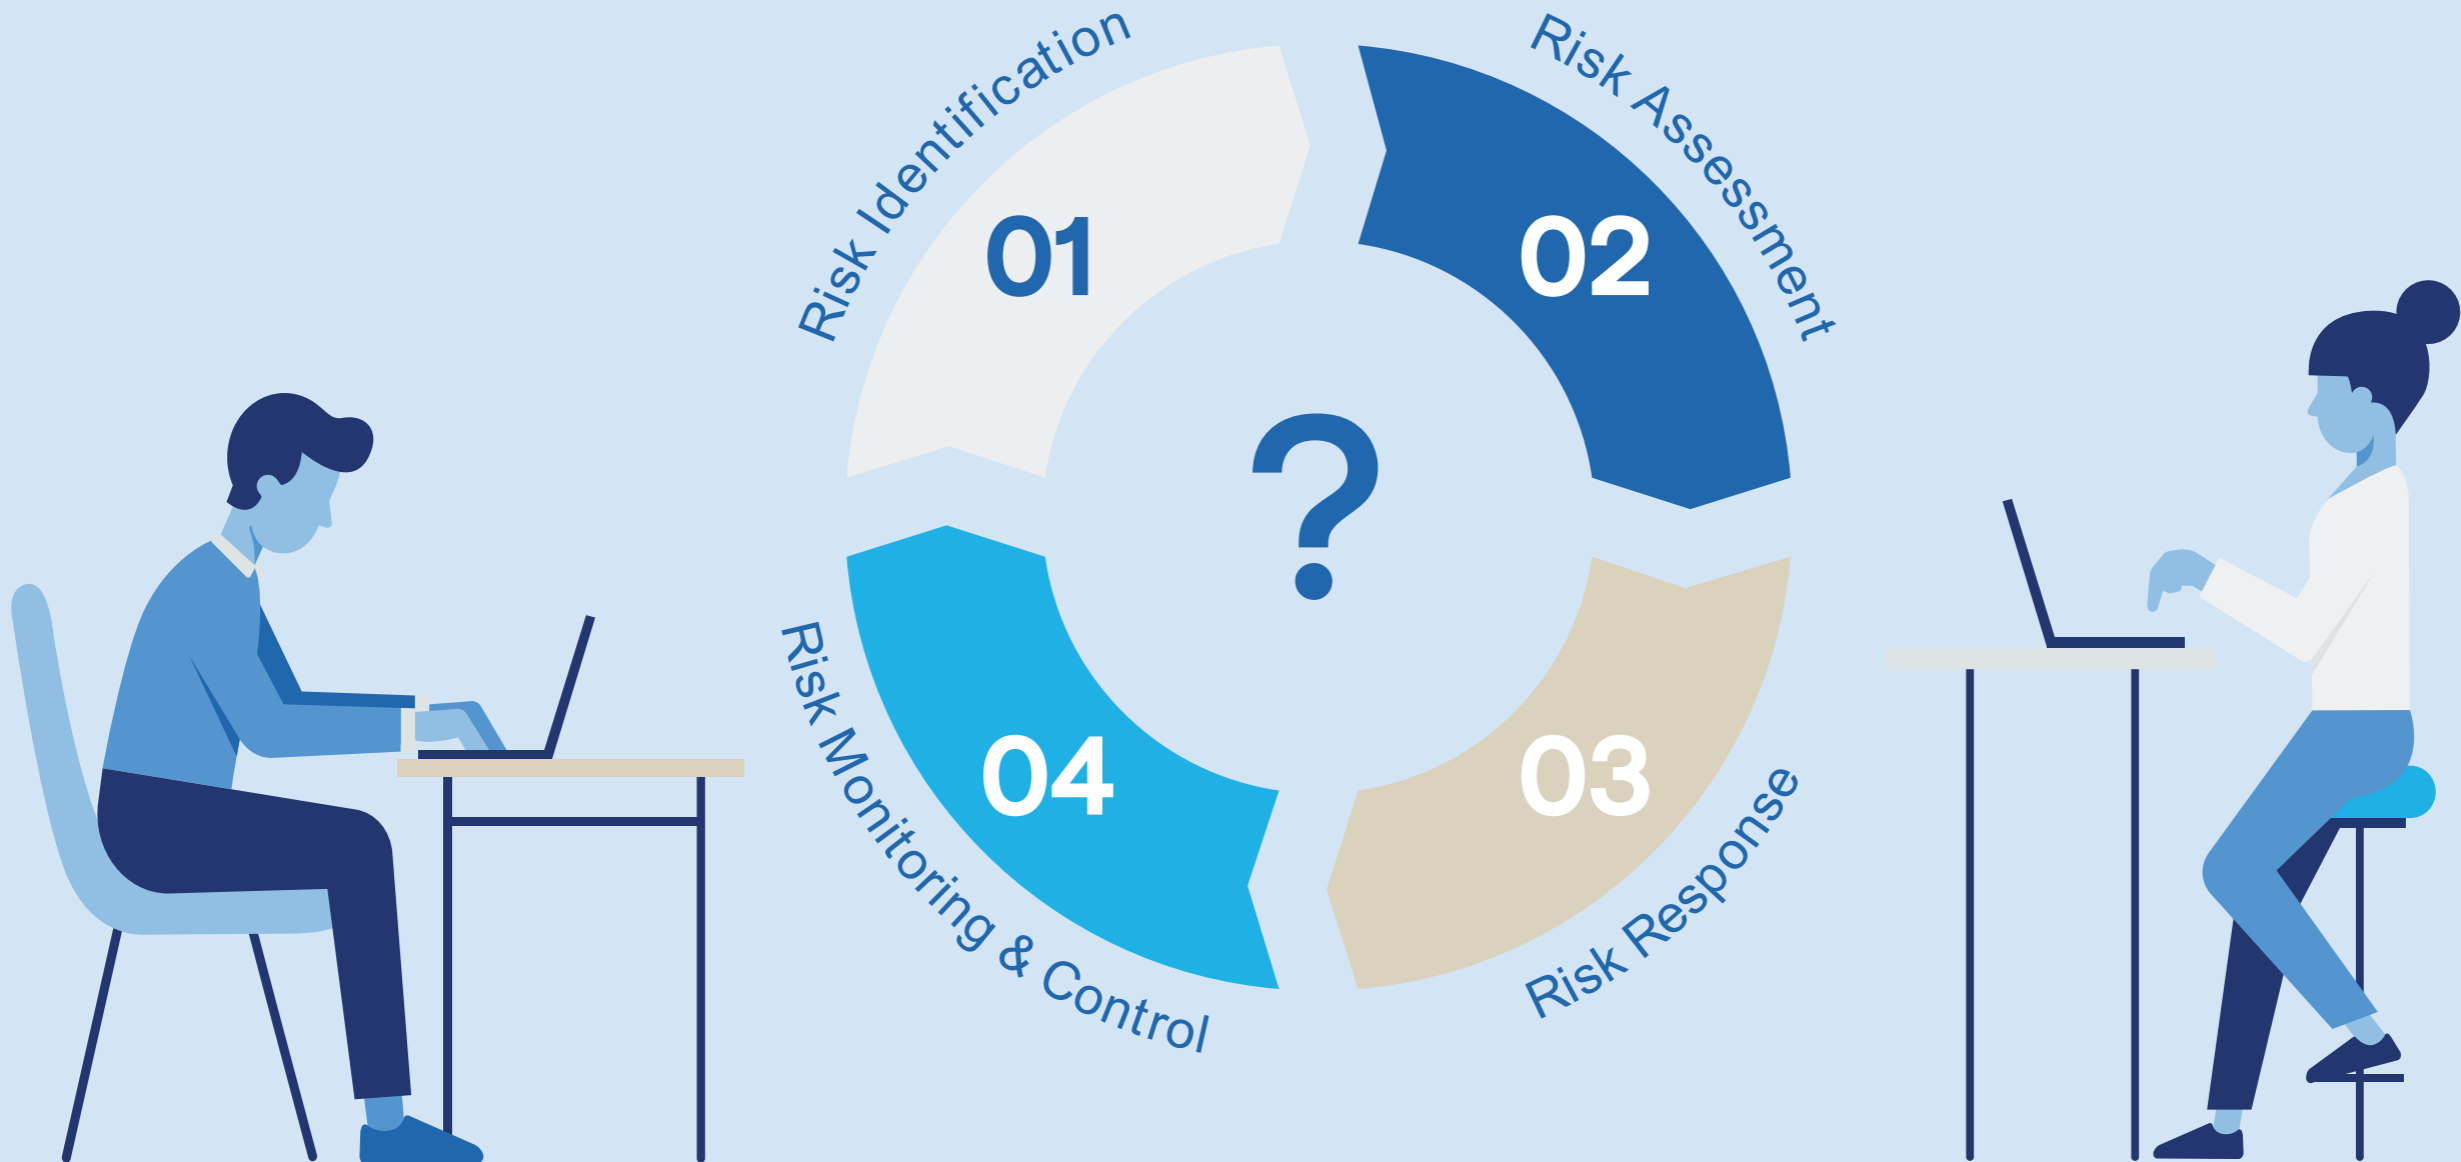 Risk Identification
01
Risk Assessment
02
?
Risk Response
03
Risk Monitoring & Control
04